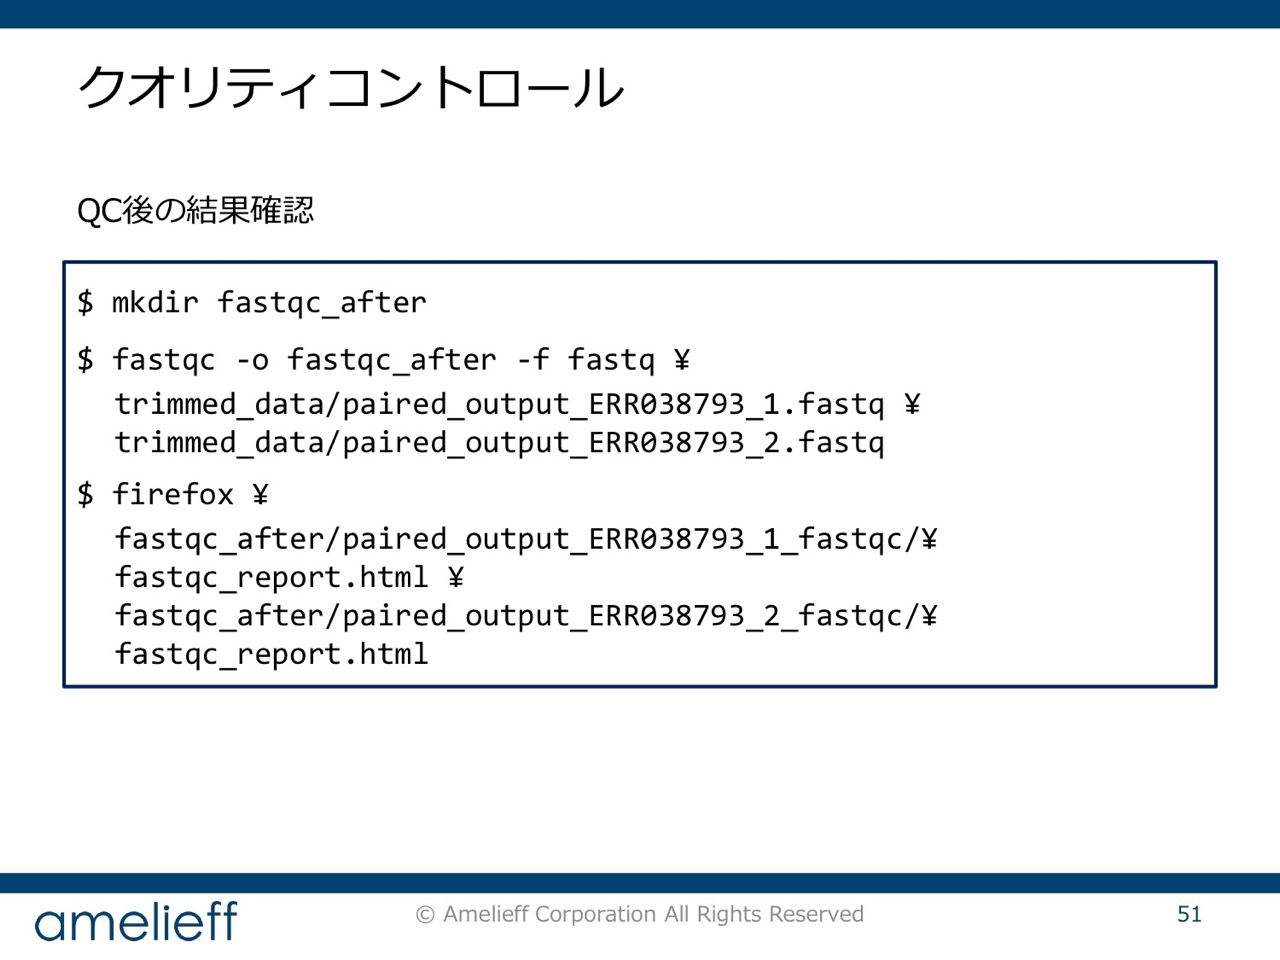 クオリティコントロール
QC後の結果確認
$ mkdir fastqc_after
$ fastqc -o fastqc_after -f fastq ¥
trimmed_data/paired_output_ERR038793_1.fastq ¥
trimmed_data/paired_output_ERR038793_2.fastq
$ firefox ¥
fastqc_after/paired_output_ERR038793_1_fastqc/¥
fastqc_report.html ¥
fastqc_after/paired_output_ERR038793_2_fastqc/¥
fastqc_report.html
amelieff
© Amelieff Corporation All Rights Reserved
51